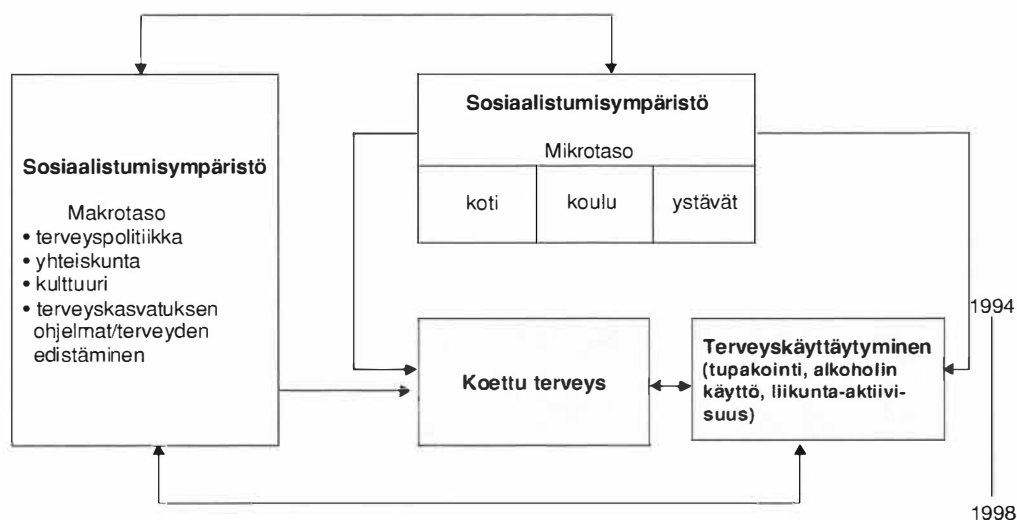 Sosiaalistumisympäristö
Makrotaso
• terveyspolitiikka
• yhteiskunta
• kulttuuri
• terveyskasvatuksen
ohjelmat/terveyden
edistäminen
Sosiaalistumisympäristö
Mikrotaso
koti
koulu
ystävät
Koettu terveys
Terveyskäyttäytyminen
(tupakointi, alkoholin
käyttö, liikunta-aktiivi-
suus)
1994
1998